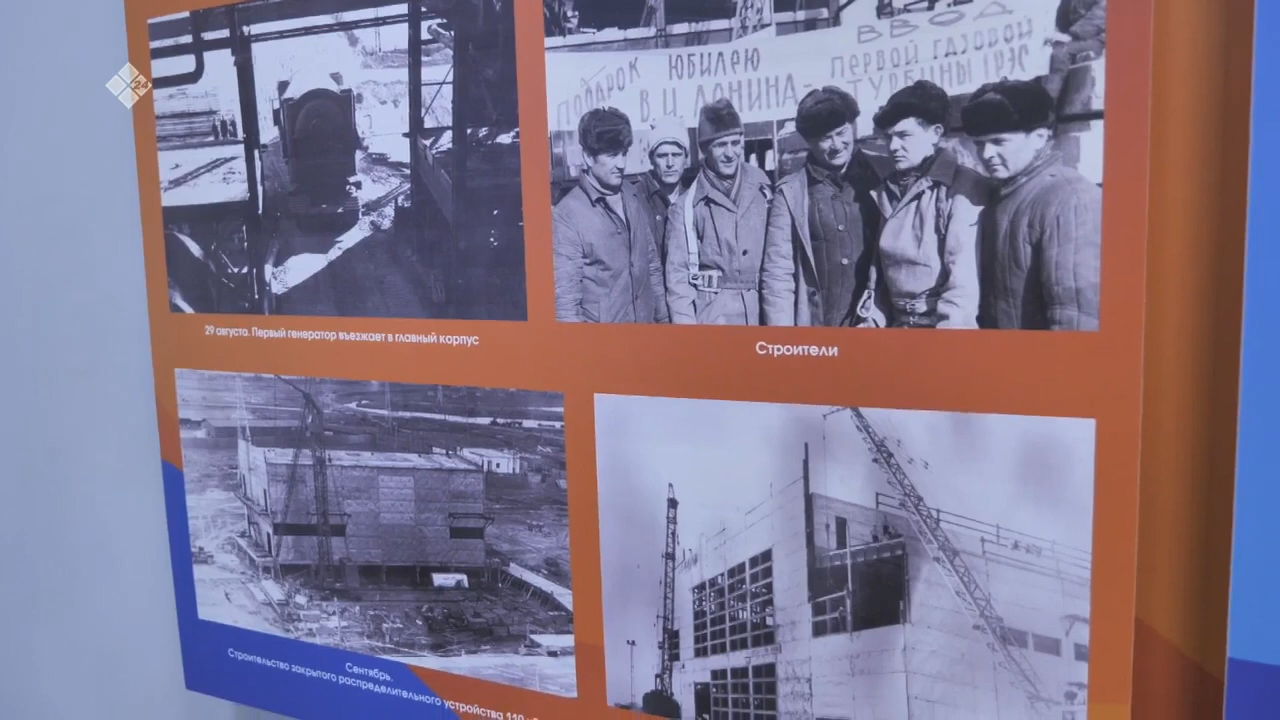 24
ВВОД
ПОДАРОК ЮБИЛЕЮ ПЕРВОЙ ГАЗОВОЙ
В.И. ЛЕНИНА- ТУРБИНЫ ГРЭС
29 августа. Первый генератор въезжает в главный корпус
Строители
Сентябрь.
Строительство закрытого распределительного устройства 110